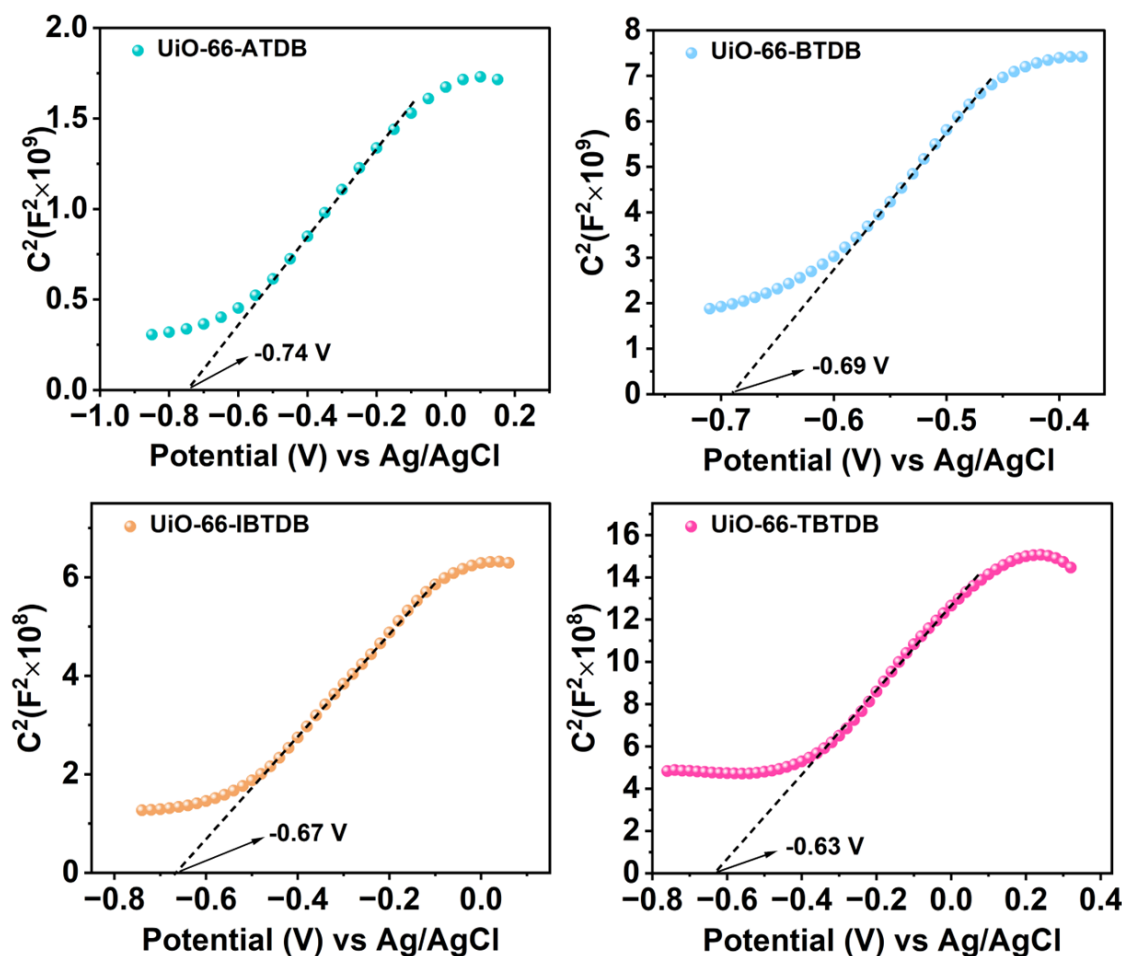 UiO-66-ATDB
2.0
1.5
1.0
0.5
0.0
C²(F²×10⁹)
-0.74 V
−1.0 −0.8 −0.6 −0.4 −0.2 0.0 0.2
Potential (V) vs Ag/AgCl
UiO-66-BTDB
9
8
7
6
5
4
3
2
1
0
C²(F²×10⁹)
-0.69 V
−0.7 −0.6 −0.5 −0.4
Potential (V) vs Ag/AgCl
UiO-66-IBTDB
6
4
2
0
C²(F²×10⁸)
-0.67 V
−0.8 −0.6 −0.4 −0.2 0.0
Potential (V) vs Ag/AgCl
UiO-66-TBTDB
16
14
12
10
8
6
4
2
0
C²(F²×10⁸)
-0.63 V
−0.8 −0.6 −0.4 −0.2 0.0 0.2 0.4
Potential (V) vs Ag/AgCl